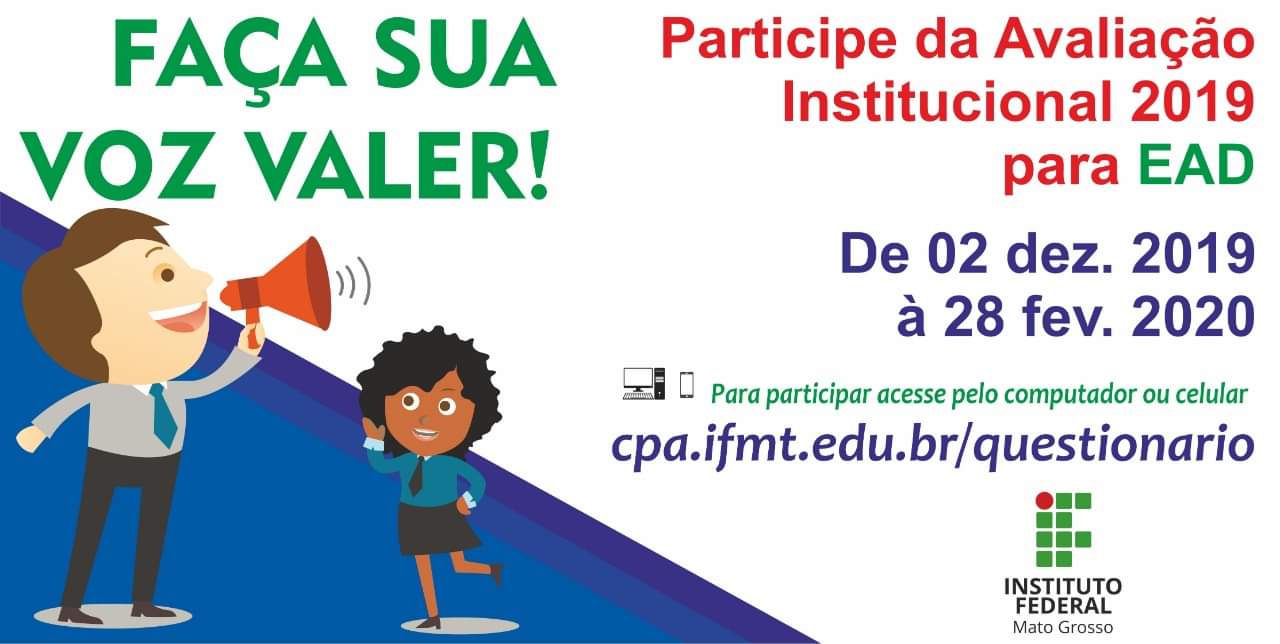 FAÇA SUA
VOZ VALER!
Participe da Avaliação
Institucional 2019
para EAD
De 02 dez. 2019
à 28 fev. 2020
Para participar acesse pelo computador ou celular
cpa.ifmt.edu.br/questionario
INSTITUTO
FEDERAL
Mato Grosso